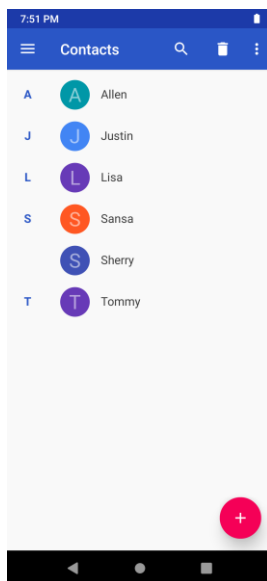 7:51 PM
Contacts
A A Allen
J J Justin
L L Lisa
S S Sansa
S Sherry
T T Tommy